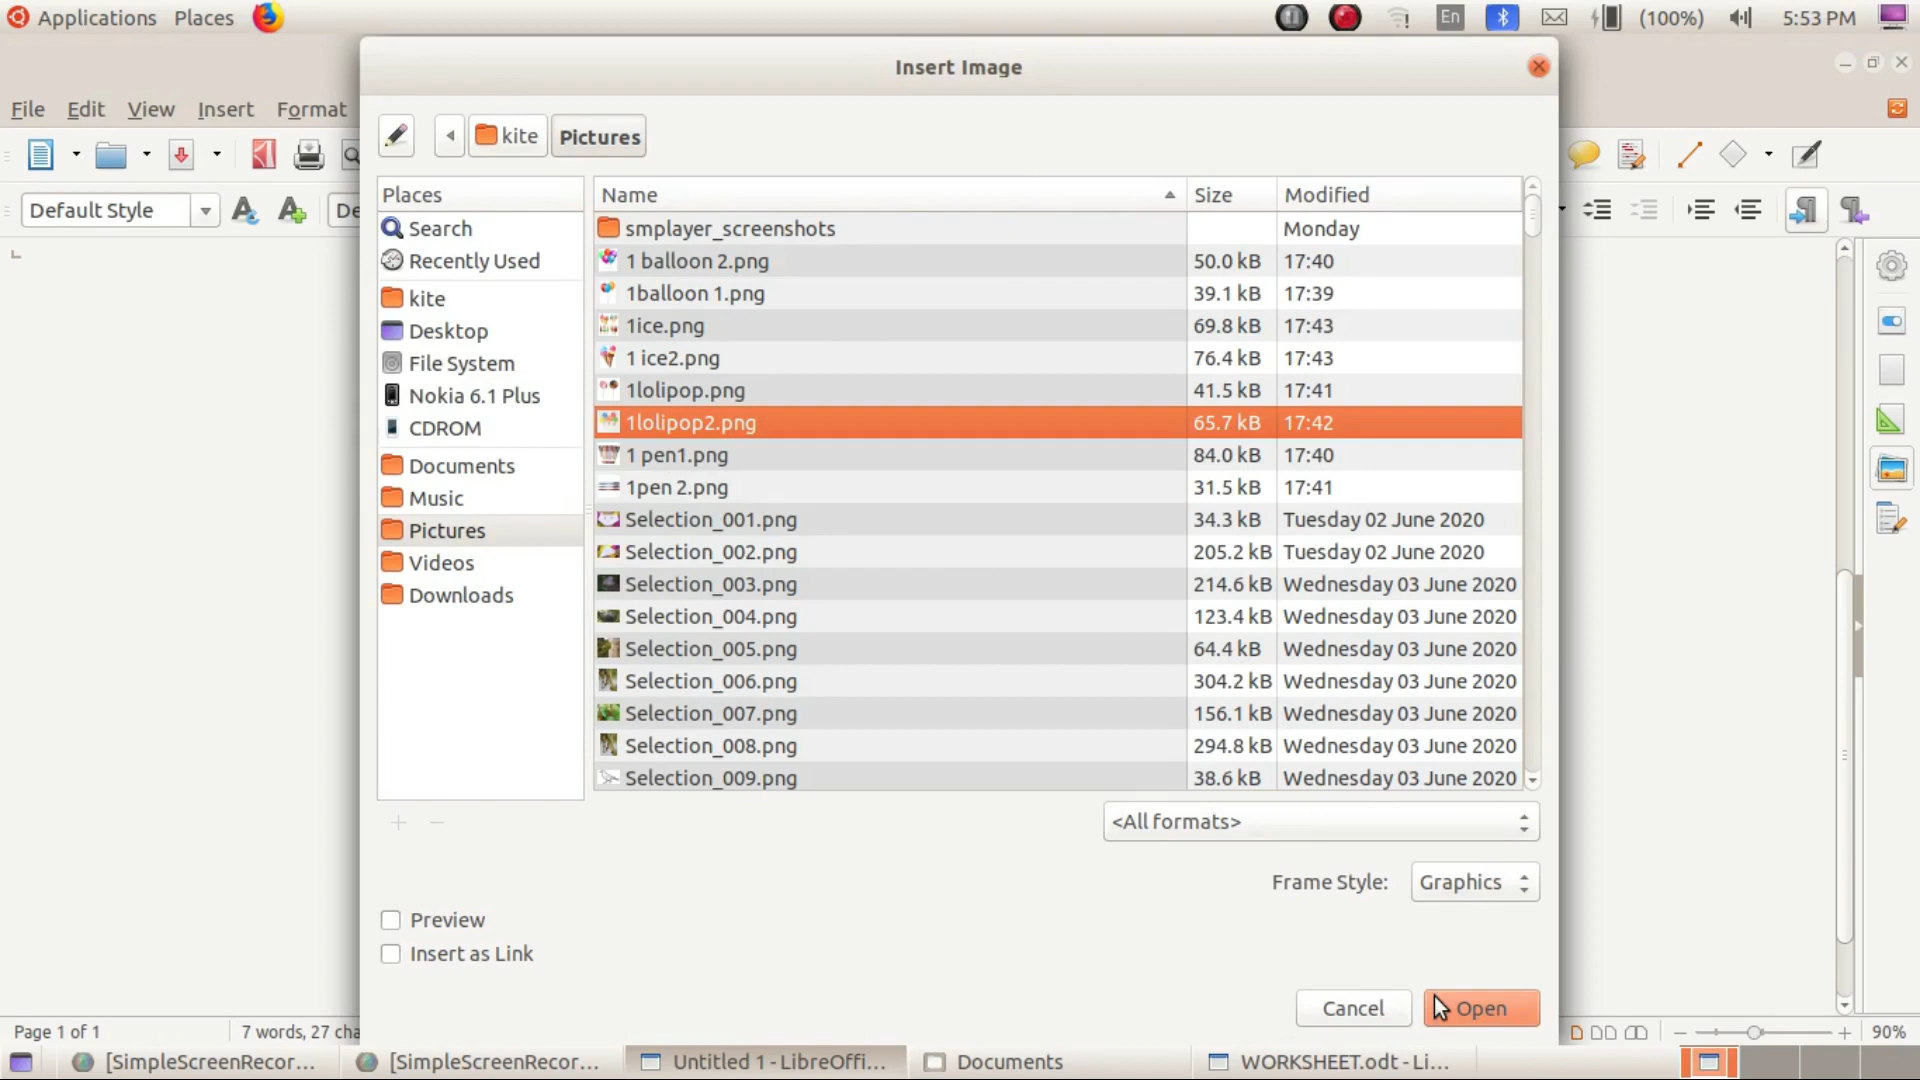 Applications Places En (100%) 5:53 PM
Insert Image
File Edit View Insert Format
kite Pictures
Places Name Size Modified
Default Style De
Search
Recently Used
kite
Desktop
File System
Nokia 6.1 Plus
CDROM
Documents
Music
Pictures
Videos
Downloads
smplayer_screenshots Monday
1 balloon 2.png 50.0 kB 17:40
1balloon 1.png 39.1 kB 17:39
1ice.png 69.8 kB 17:43
1 ice2.png 76.4 kB 17:43
1lolipop.png 41.5 kB 17:41
1lolipop2.png 65.7 kB 17:42
1 pen1.png 84.0 kB 17:40
1pen 2.png 31.5 kB 17:41
Selection_001.png 34.3 kB Tuesday 02 June 2020
Selection_002.png 205.2 kB Tuesday 02 June 2020
Selection_003.png 214.6 kB Wednesday 03 June 2020
Selection_004.png 123.4 kB Wednesday 03 June 2020
Selection_005.png 64.4 kB Wednesday 03 June 2020
Selection_006.png 304.2 kB Wednesday 03 June 2020
Selection_007.png 156.1 kB Wednesday 03 June 2020
Selection_008.png 294.8 kB Wednesday 03 June 2020
Selection_009.png 38.6 kB Wednesday 03 June 2020
<All formats>
Frame Style: Graphics
Preview
Insert as Link
Cancel Open
Page 1 of 1 7 words, 27 cha 90%
[SimpleScreenRecor... [SimpleScreenRecor... Untitled 1 - LibreOffi... Documents WORKSHEET.odt - Li...